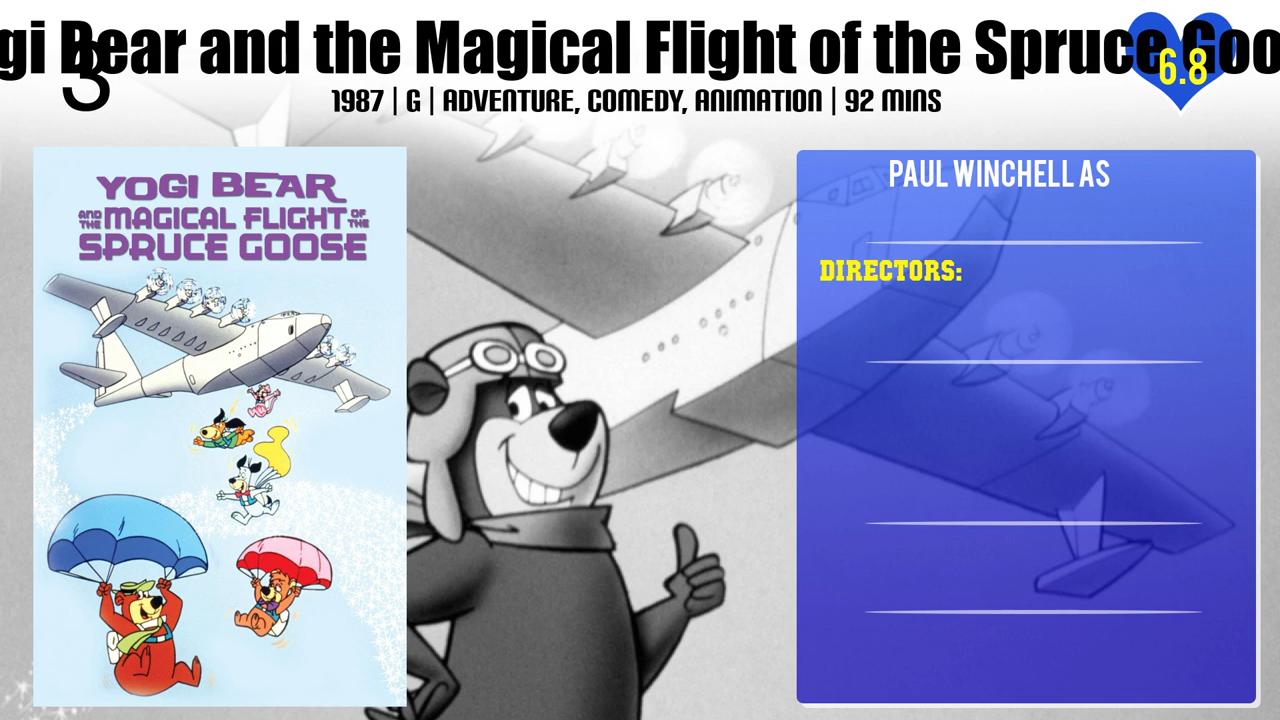 gi Bear and the Magical Flight of the Spruce Goo
3
6.8
1987 | G | ADVENTURE, COMEDY, ANIMATION | 92 MINS
YOGI BEAR
AND THE MAGICAL FLIGHT OF THE
SPRUCE GOOSE
PAUL WINCHELL AS
DIRECTORS: